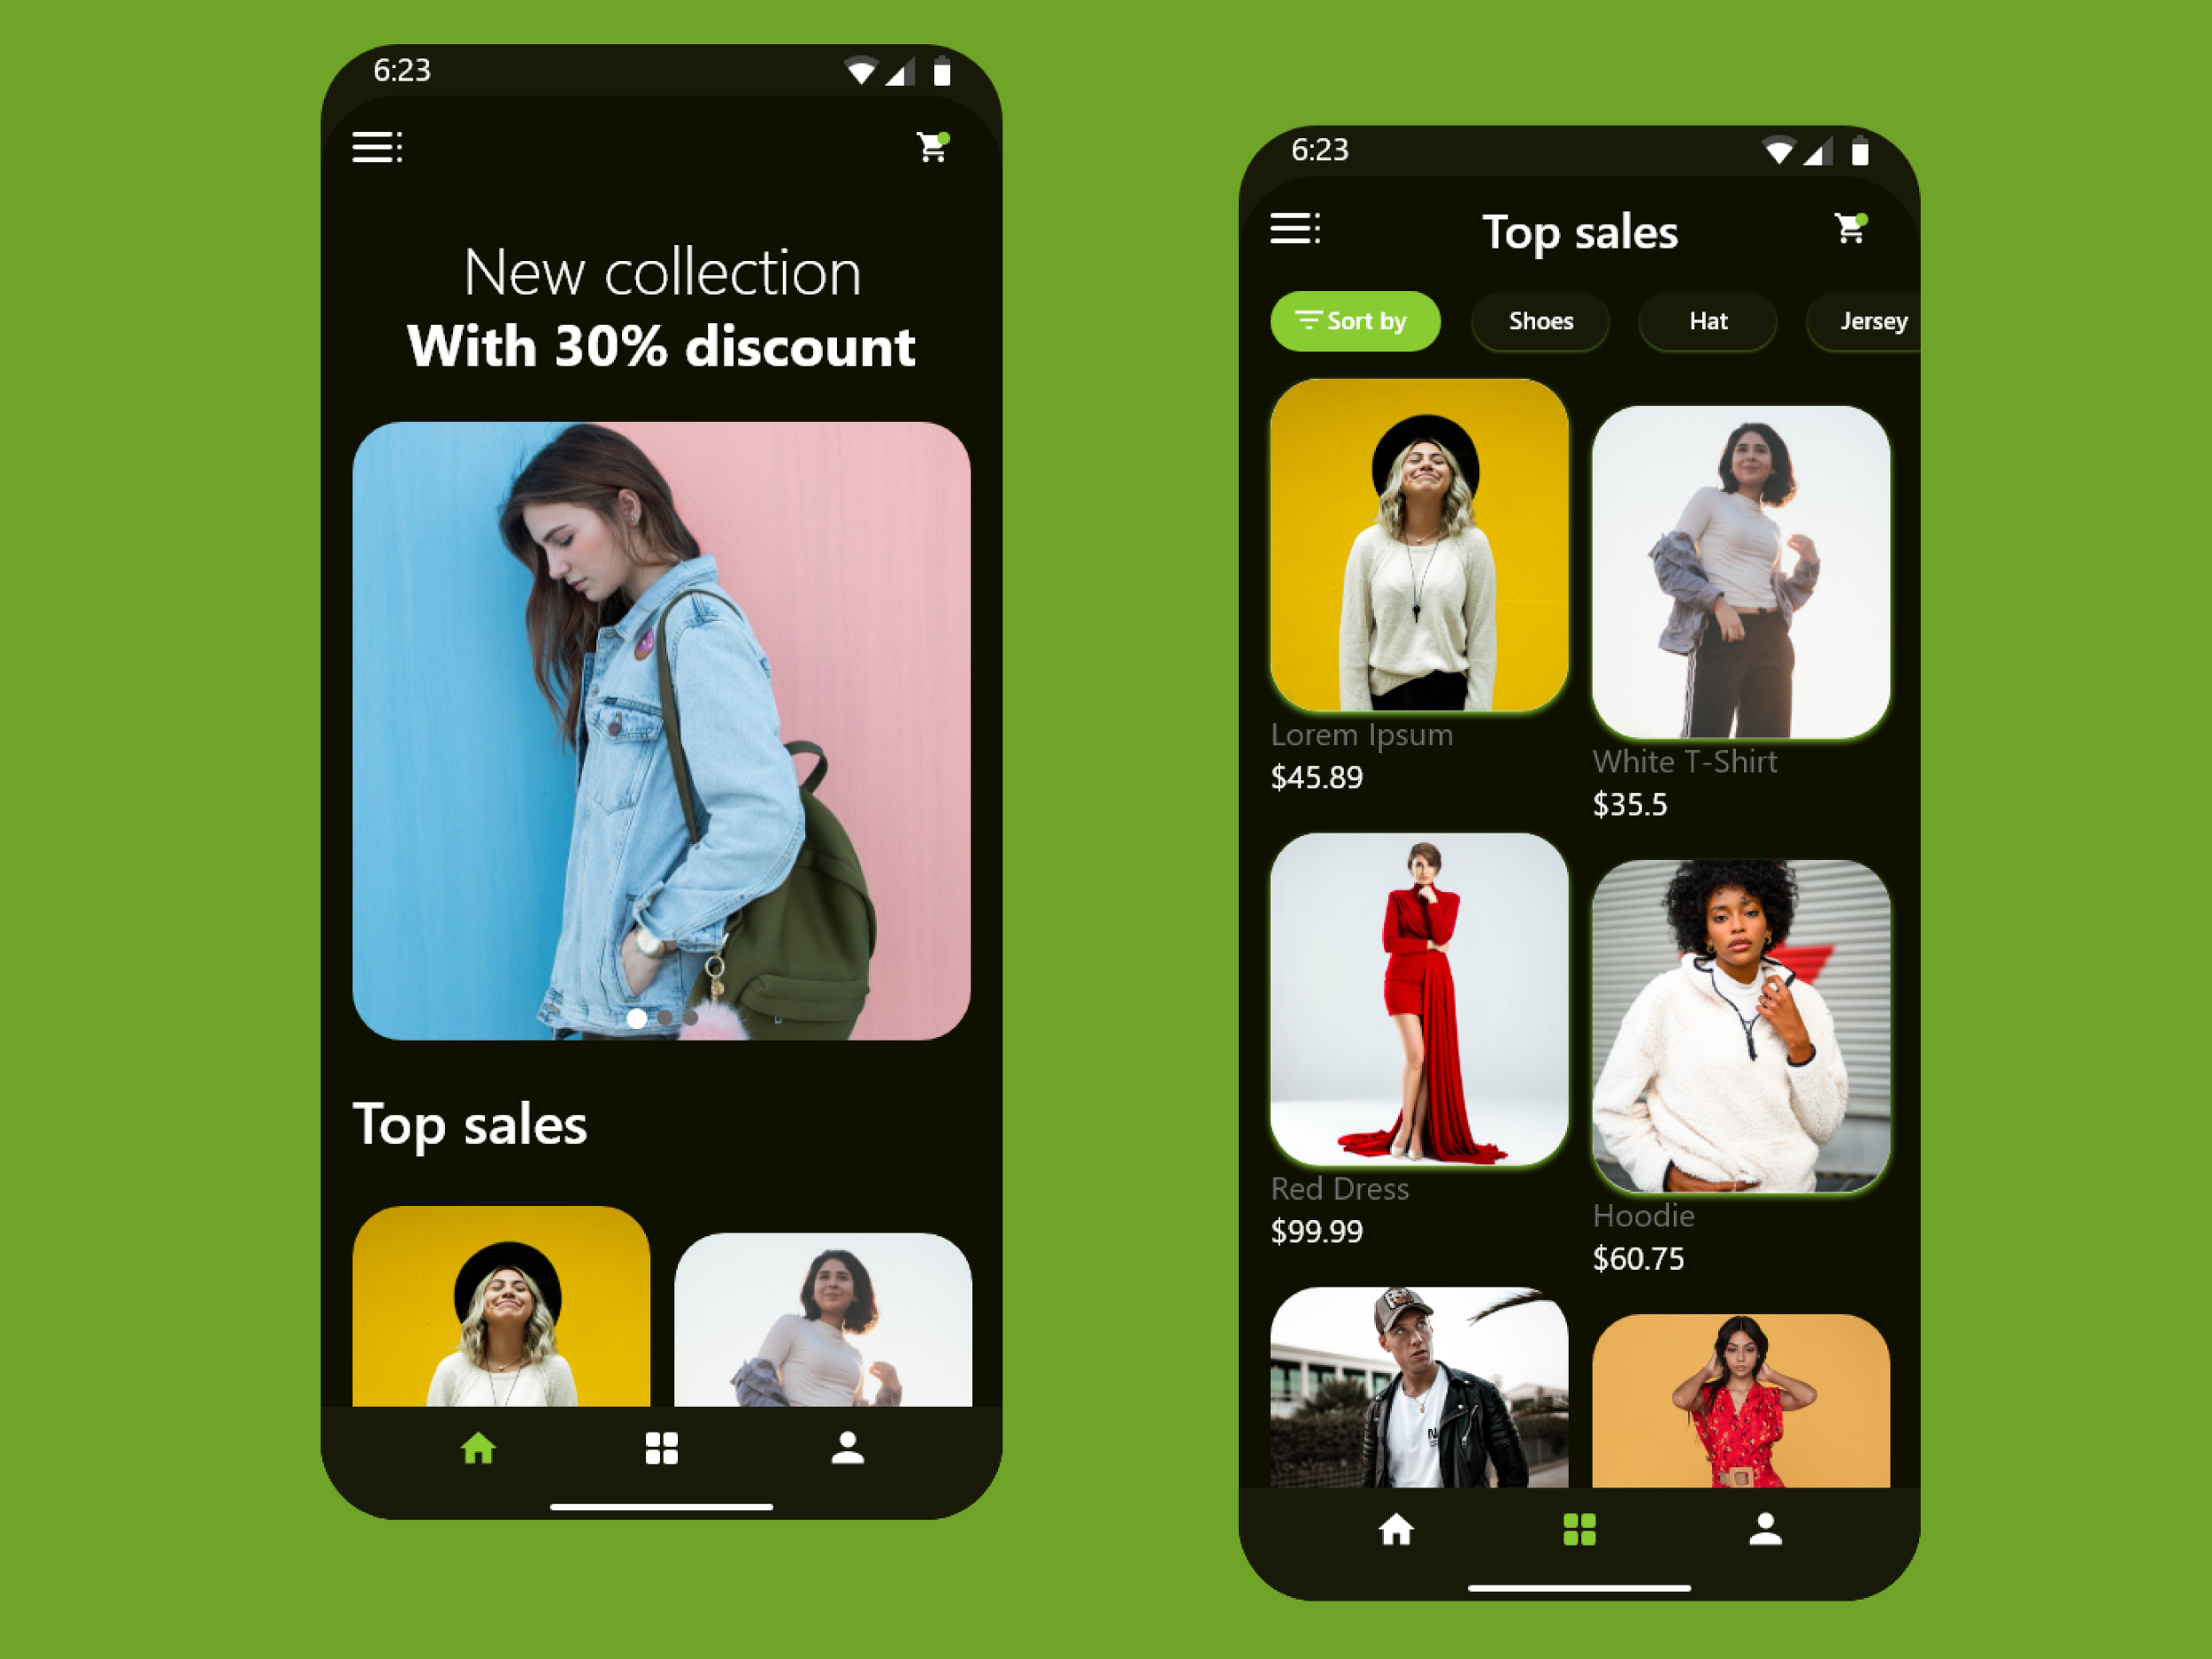 6:23
New collection
With 30% discount
Top sales
6:23
Top sales
Sort by
Shoes
Hat
Jersey
Lorem Ipsum
$45.89
White T-Shirt
$35.5
Red Dress
$99.99
Hoodie
$60.75